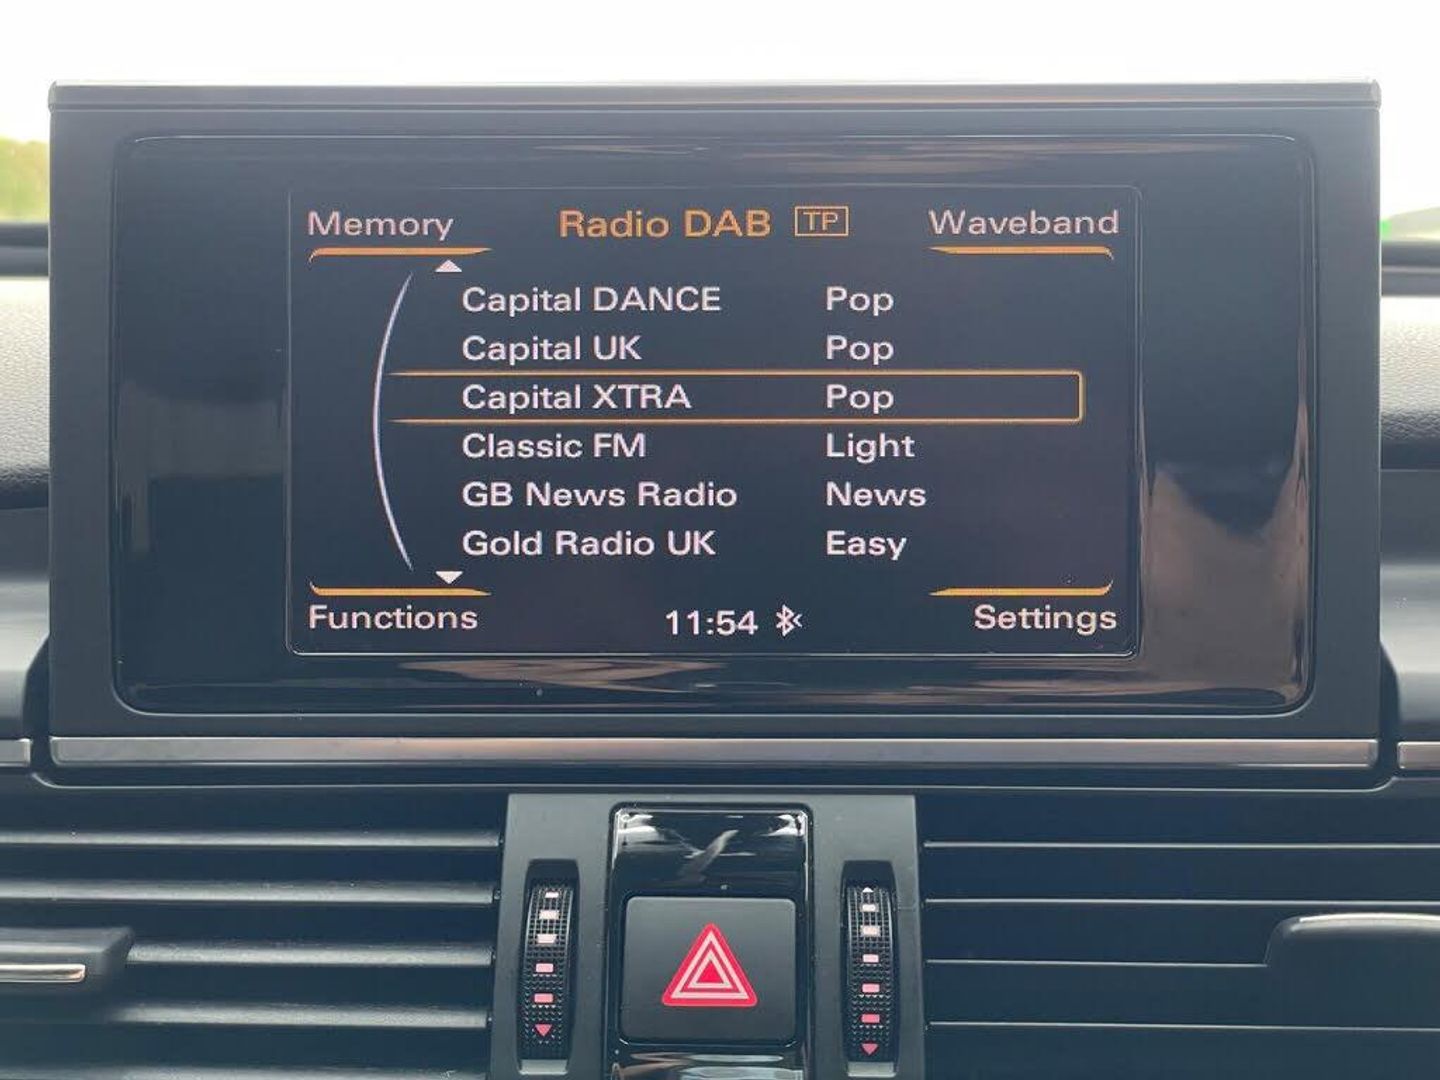 Memory Radio DAB TP Waveband
Capital DANCE Pop
Capital UK Pop
Capital XTRA Pop
Classic FM Light
GB News Radio News
Gold Radio UK Easy
Functions 11:54 Settings